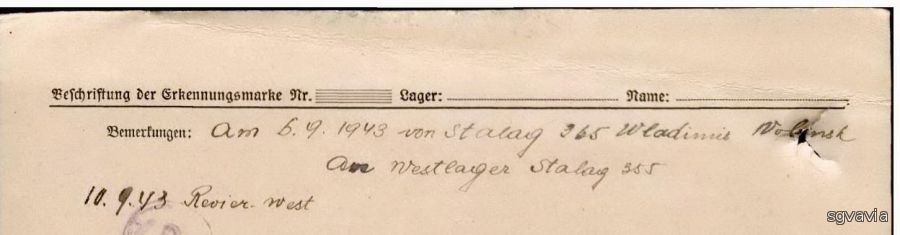 Beschriftung der Erkennungsmarke Nr. Lager: Name:
Bemerkungen: Am 6.9.1943 von Stalag 365 Wladimir Wolynsk
An Westlager Stalag 355
10.9.43 Revier-West
sgvavia